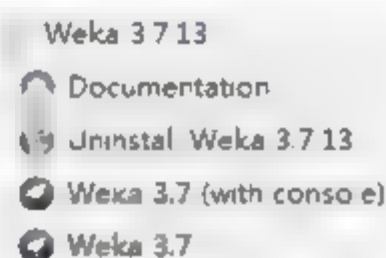 Weka 3.7.13
Documentation
Uninstall Weka 3.7.13
Weka 3.7 (with console)
Weka 3.7